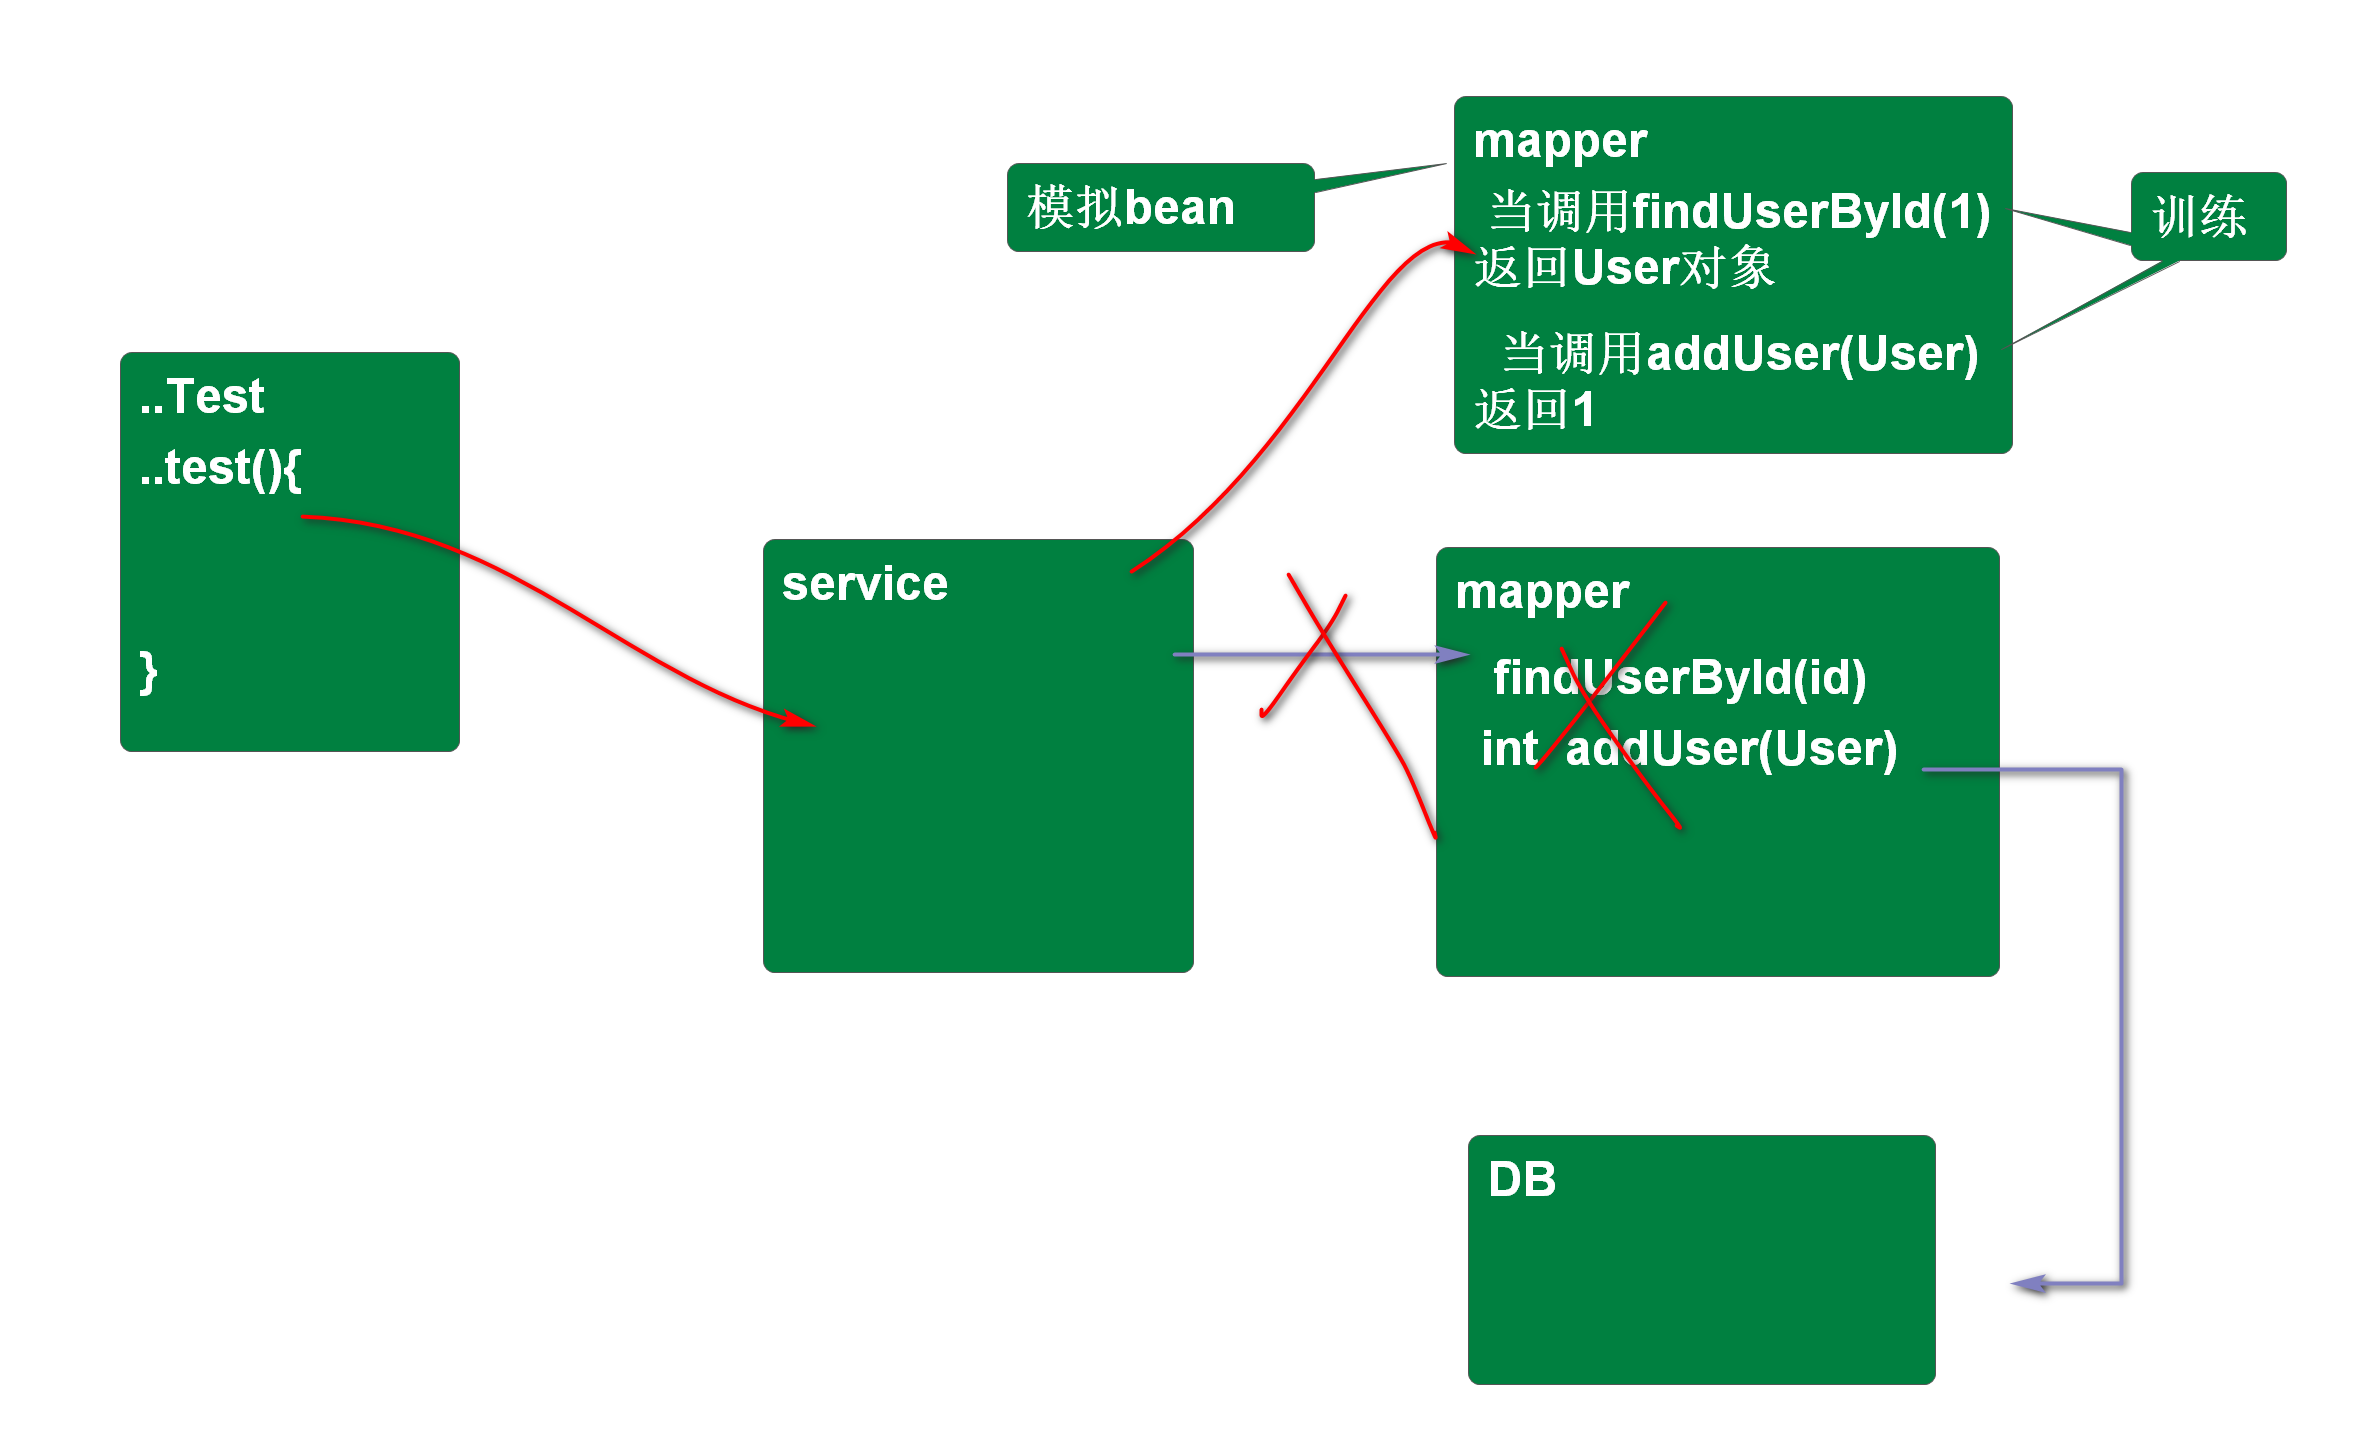 mapper
当调用findUserById(1)
返回User对象
当调用addUser(User)
返回1
模拟bean
训练
..Test
..test(){
}
service
mapper
findUserById(id)
int addUser(User)
DB